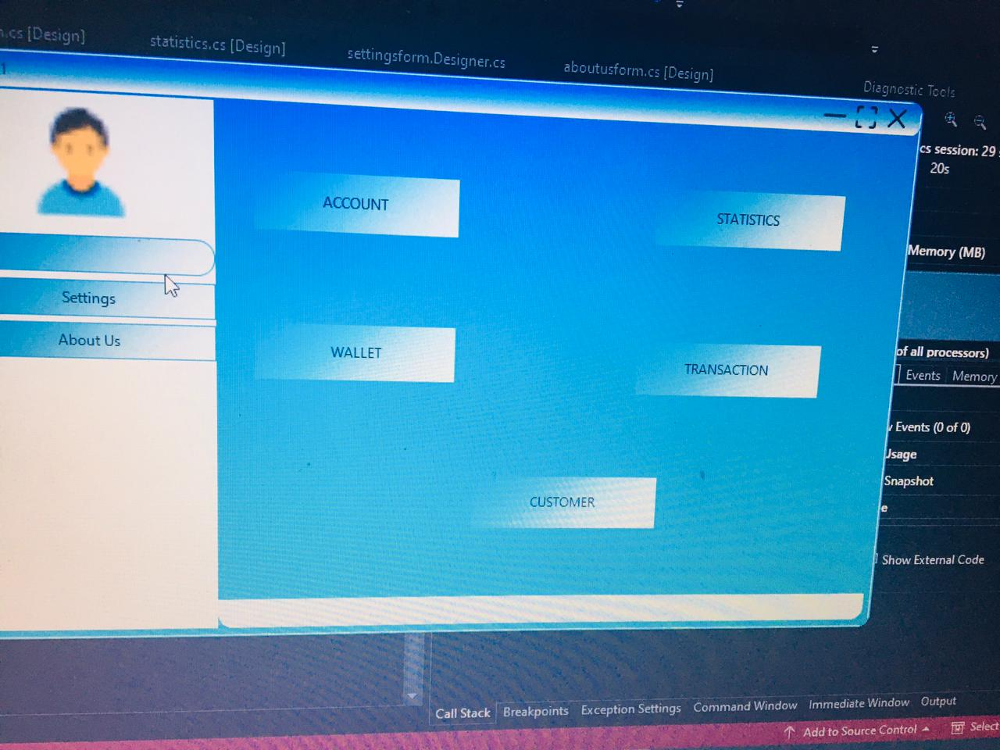 .cs [Design]
statistics.cs [Design]
settingsform.Designer.cs
aboutusform.cs [Design]
Diagnostic Tools
1
cs session: 29
20s
ACCOUNT
STATISTICS
Memory (MB)
Settings
About Us
WALLET
TRANSACTION
of all processors)
Events
Memory
Events (0 of 0)
Usage
Snapshot
CUSTOMER
Show External Code
Call Stack
Breakpoints
Exception Settings
Command Window
Immediate Window
Output
Add to Source Control
Select